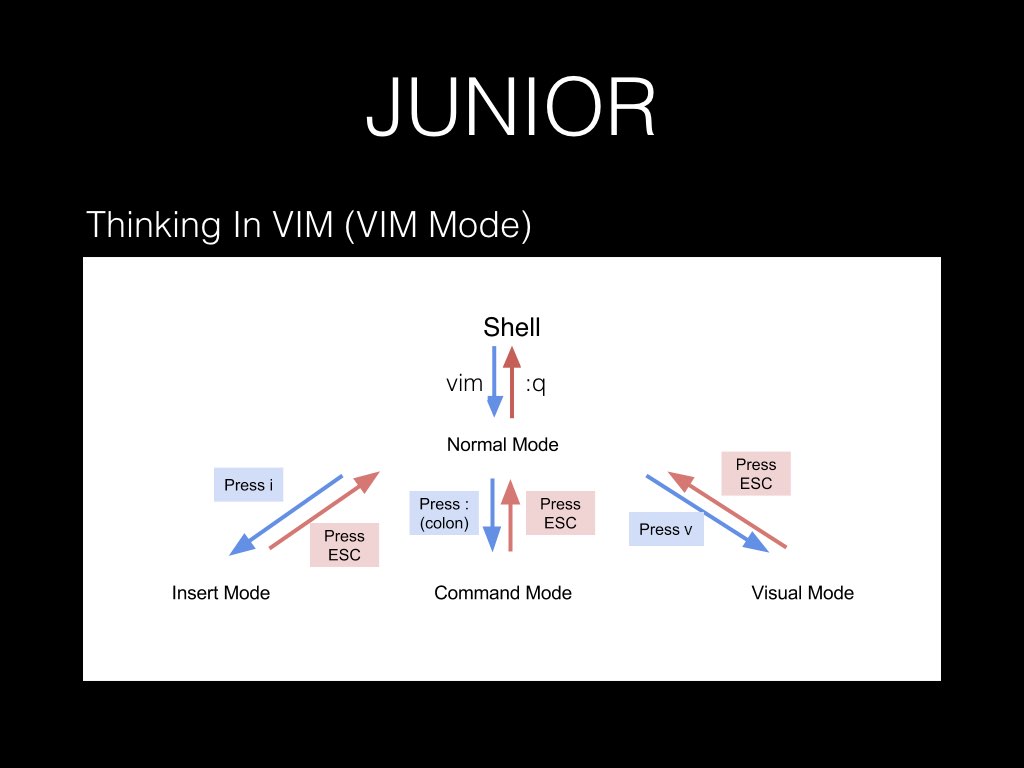 JUNIOR
Thinking In VIM (VIM Mode)
Shell
vim
:q
Normal Mode
Press i
Press
ESC
Press :
(colon)
Press
ESC
Press v
Press
ESC
Insert Mode
Command Mode
Visual Mode